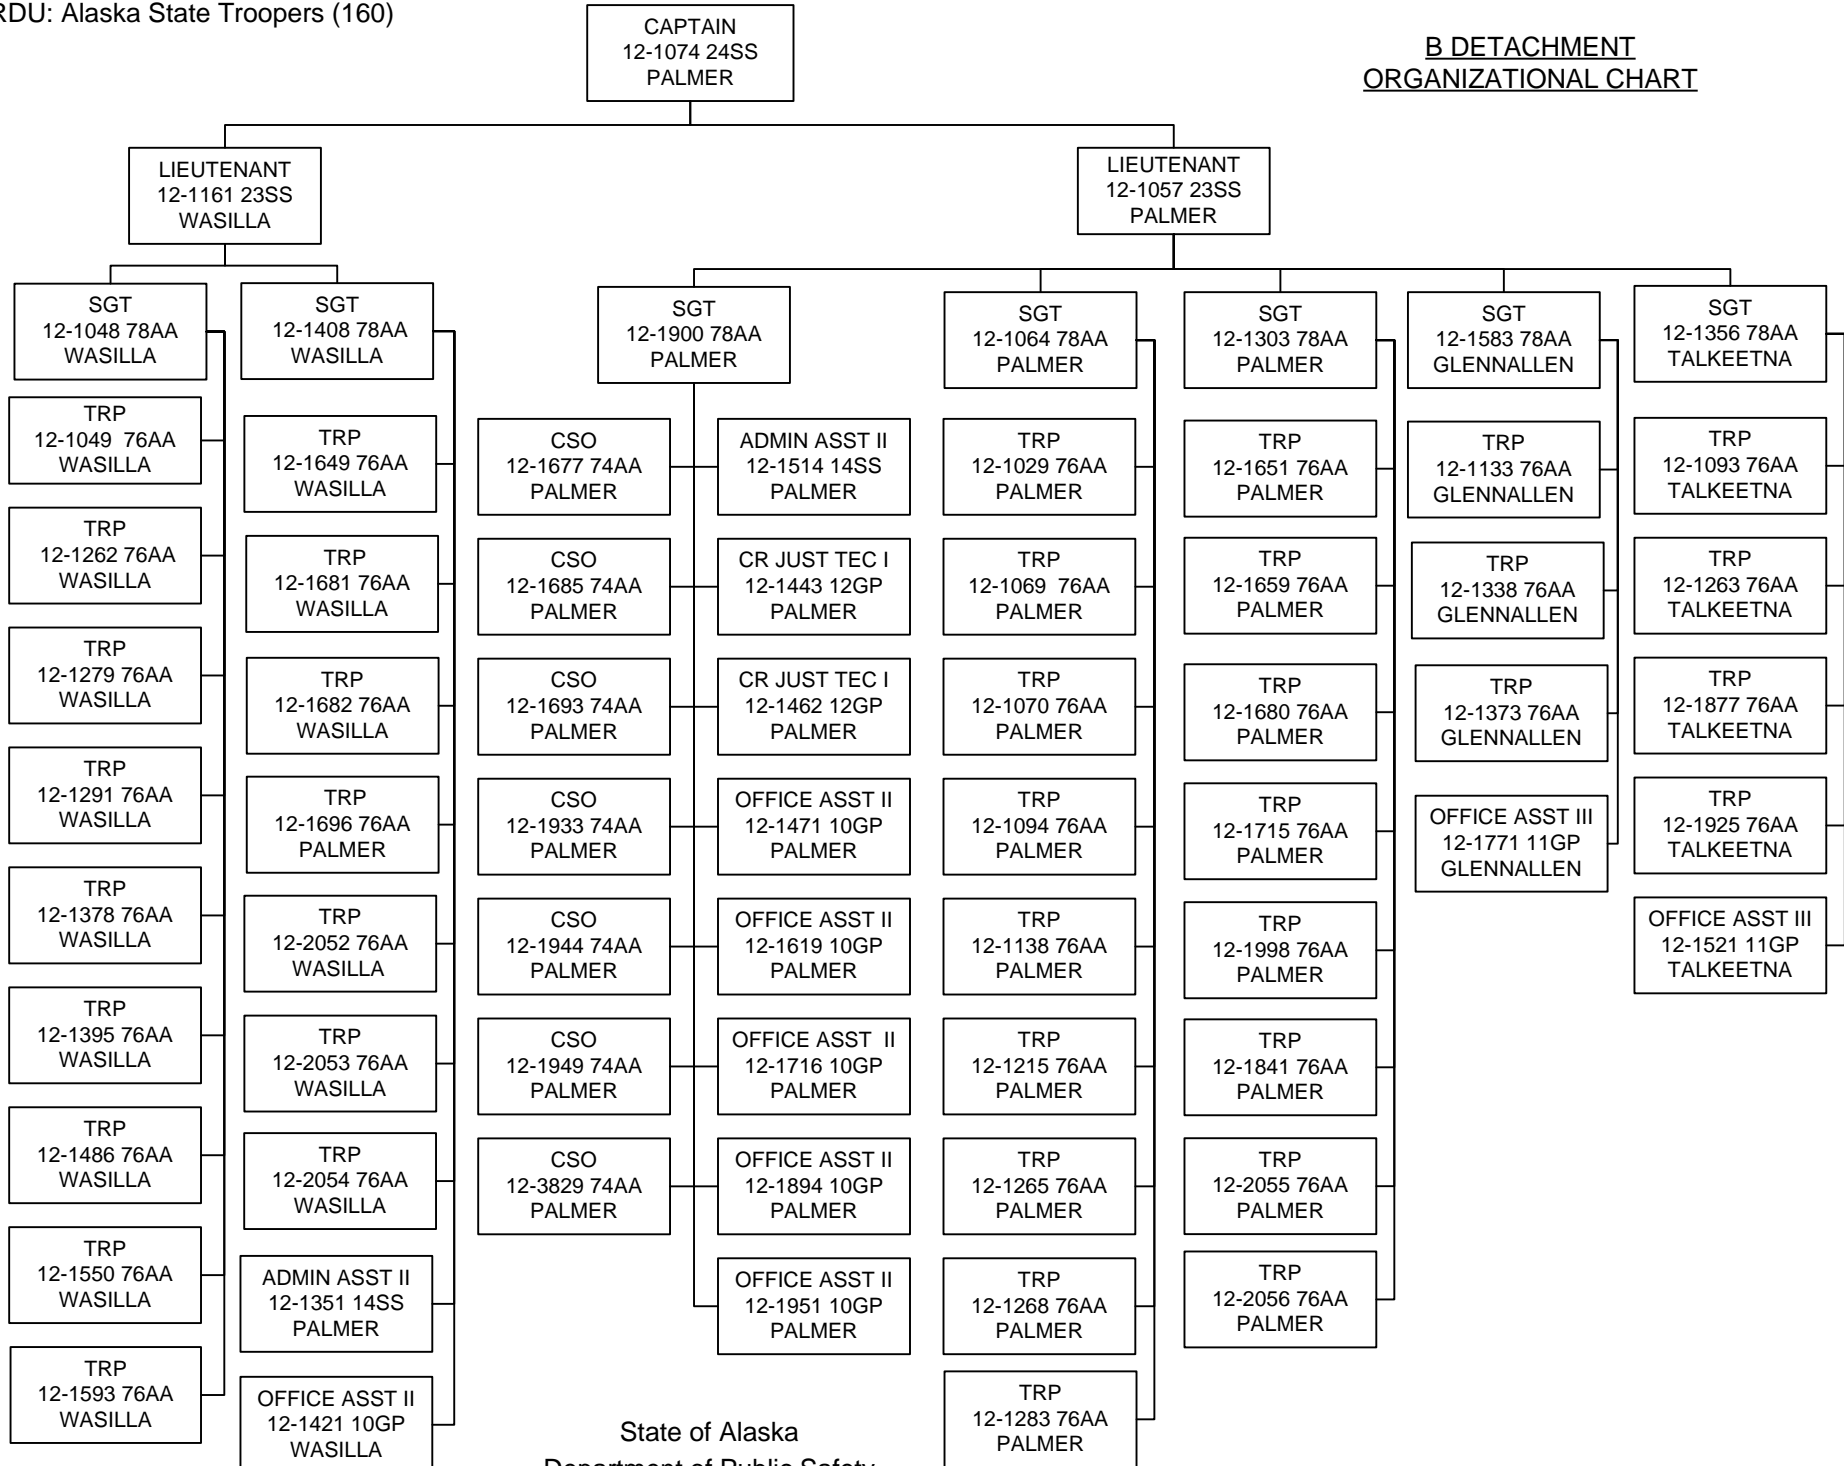 RDU: Alaska State Troopers (160)
B DETACHMENT
ORGANIZATIONAL CHART
CAPTAIN
12-1074 24SS
PALMER
LIEUTENANT
12-1161 23SS
WASILLA
LIEUTENANT
12-1057 23SS
PALMER
SGT
12-1048 78AA
WASILLA
TRP
12-1049  76AA
WASILLA
TRP
12-1262 76AA
WASILLA
TRP
12-1279 76AA
WASILLA
TRP
12-1291 76AA
WASILLA
TRP
12-1378 76AA
WASILLA
TRP
12-1395 76AA
WASILLA
TRP
12-1486 76AA
WASILLA
TRP
12-1550 76AA
WASILLA
TRP
12-1593 76AA
WASILLA
SGT
12-1408 78AA
WASILLA
TRP
12-1649 76AA
WASILLA
TRP
12-1681 76AA
WASILLA
TRP
12-1682 76AA
WASILLA
TRP
12-1696 76AA
PALMER
TRP
12-2052 76AA
WASILLA
TRP
12-2053 76AA
WASILLA
TRP
12-2054 76AA
WASILLA
ADMIN ASST II
12-1351 14SS
PALMER
OFFICE ASST II
12-1421 10GP
WASILLA
SGT
12-1900 78AA
PALMER
CSO
12-1677 74AA
PALMER
CSO
12-1685 74AA
PALMER
CSO
12-1693 74AA
PALMER
CSO
12-1933 74AA
PALMER
CSO
12-1944 74AA
PALMER
CSO
12-1949 74AA
PALMER
CSO
12-3829 74AA
PALMER
ADMIN ASST II
12-1514 14SS
PALMER
CR JUST TEC I
12-1443 12GP
PALMER
CR JUST TEC I
12-1462 12GP
PALMER
OFFICE ASST II
12-1471 10GP
PALMER
OFFICE ASST II
12-1619 10GP
PALMER
OFFICE ASST  II
12-1716 10GP
PALMER
OFFICE ASST II
12-1894 10GP
PALMER
OFFICE ASST II
12-1951 10GP
PALMER
SGT
12-1064 78AA
PALMER
TRP
12-1029 76AA
PALMER
TRP
12-1069  76AA
PALMER
TRP
12-1070 76AA
PALMER
TRP
12-1094 76AA
PALMER
TRP
12-1138 76AA
PALMER
TRP
12-1215 76AA
PALMER
TRP
12-1265 76AA
PALMER
TRP
12-1268 76AA
PALMER
TRP
12-1283 76AA
PALMER
SGT
12-1303 78AA
PALMER
TRP
12-1651 76AA
PALMER
TRP
12-1659 76AA
PALMER
TRP
12-1680 76AA
PALMER
TRP
12-1715 76AA
PALMER
TRP
12-1998 76AA
PALMER
TRP
12-1841 76AA
PALMER
TRP
12-2055 76AA
PALMER
TRP
12-2056 76AA
PALMER
SGT
12-1583 78AA
GLENNALLEN
TRP
12-1133 76AA
GLENNALLEN
TRP
12-1338 76AA
GLENNALLEN
TRP
12-1373 76AA
GLENNALLEN
OFFICE ASST III
12-1771 11GP
GLENNALLEN
SGT
12-1356 78AA
TALKEETNA
TRP
12-1093 76AA
TALKEETNA
TRP
12-1263 76AA
TALKEETNA
TRP
12-1877 76AA
TALKEETNA
TRP
12-1925 76AA
TALKEETNA
OFFICE ASST III
12-1521 11GP
TALKEETNA
State of Alaska
Department of Public Safety